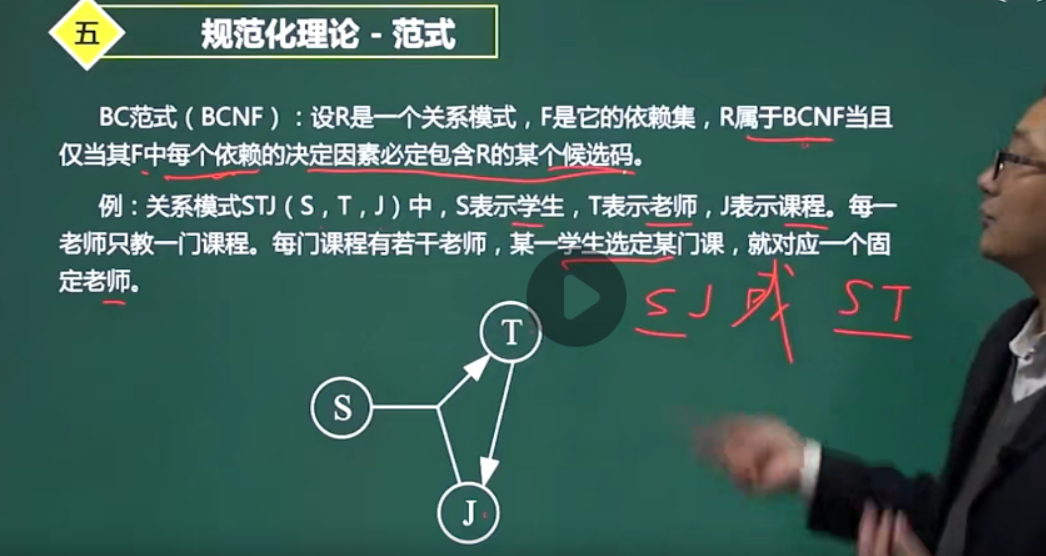 五
规范化理论 - 范式
BC范式（BCNF）：设R是一个关系模式，F是它的依赖集，R属于BCNF当且
仅当其F中每个依赖的决定因素必定包含R的某个候选码。
例：关系模式STJ（S，T，J）中，S表示学生，T表示老师，J表示课程。每一
老师只教一门课程。每门课程有若干老师，某一学生选定某门课，就对应一个固
定老师。
SJ 或 ST
T
S
J